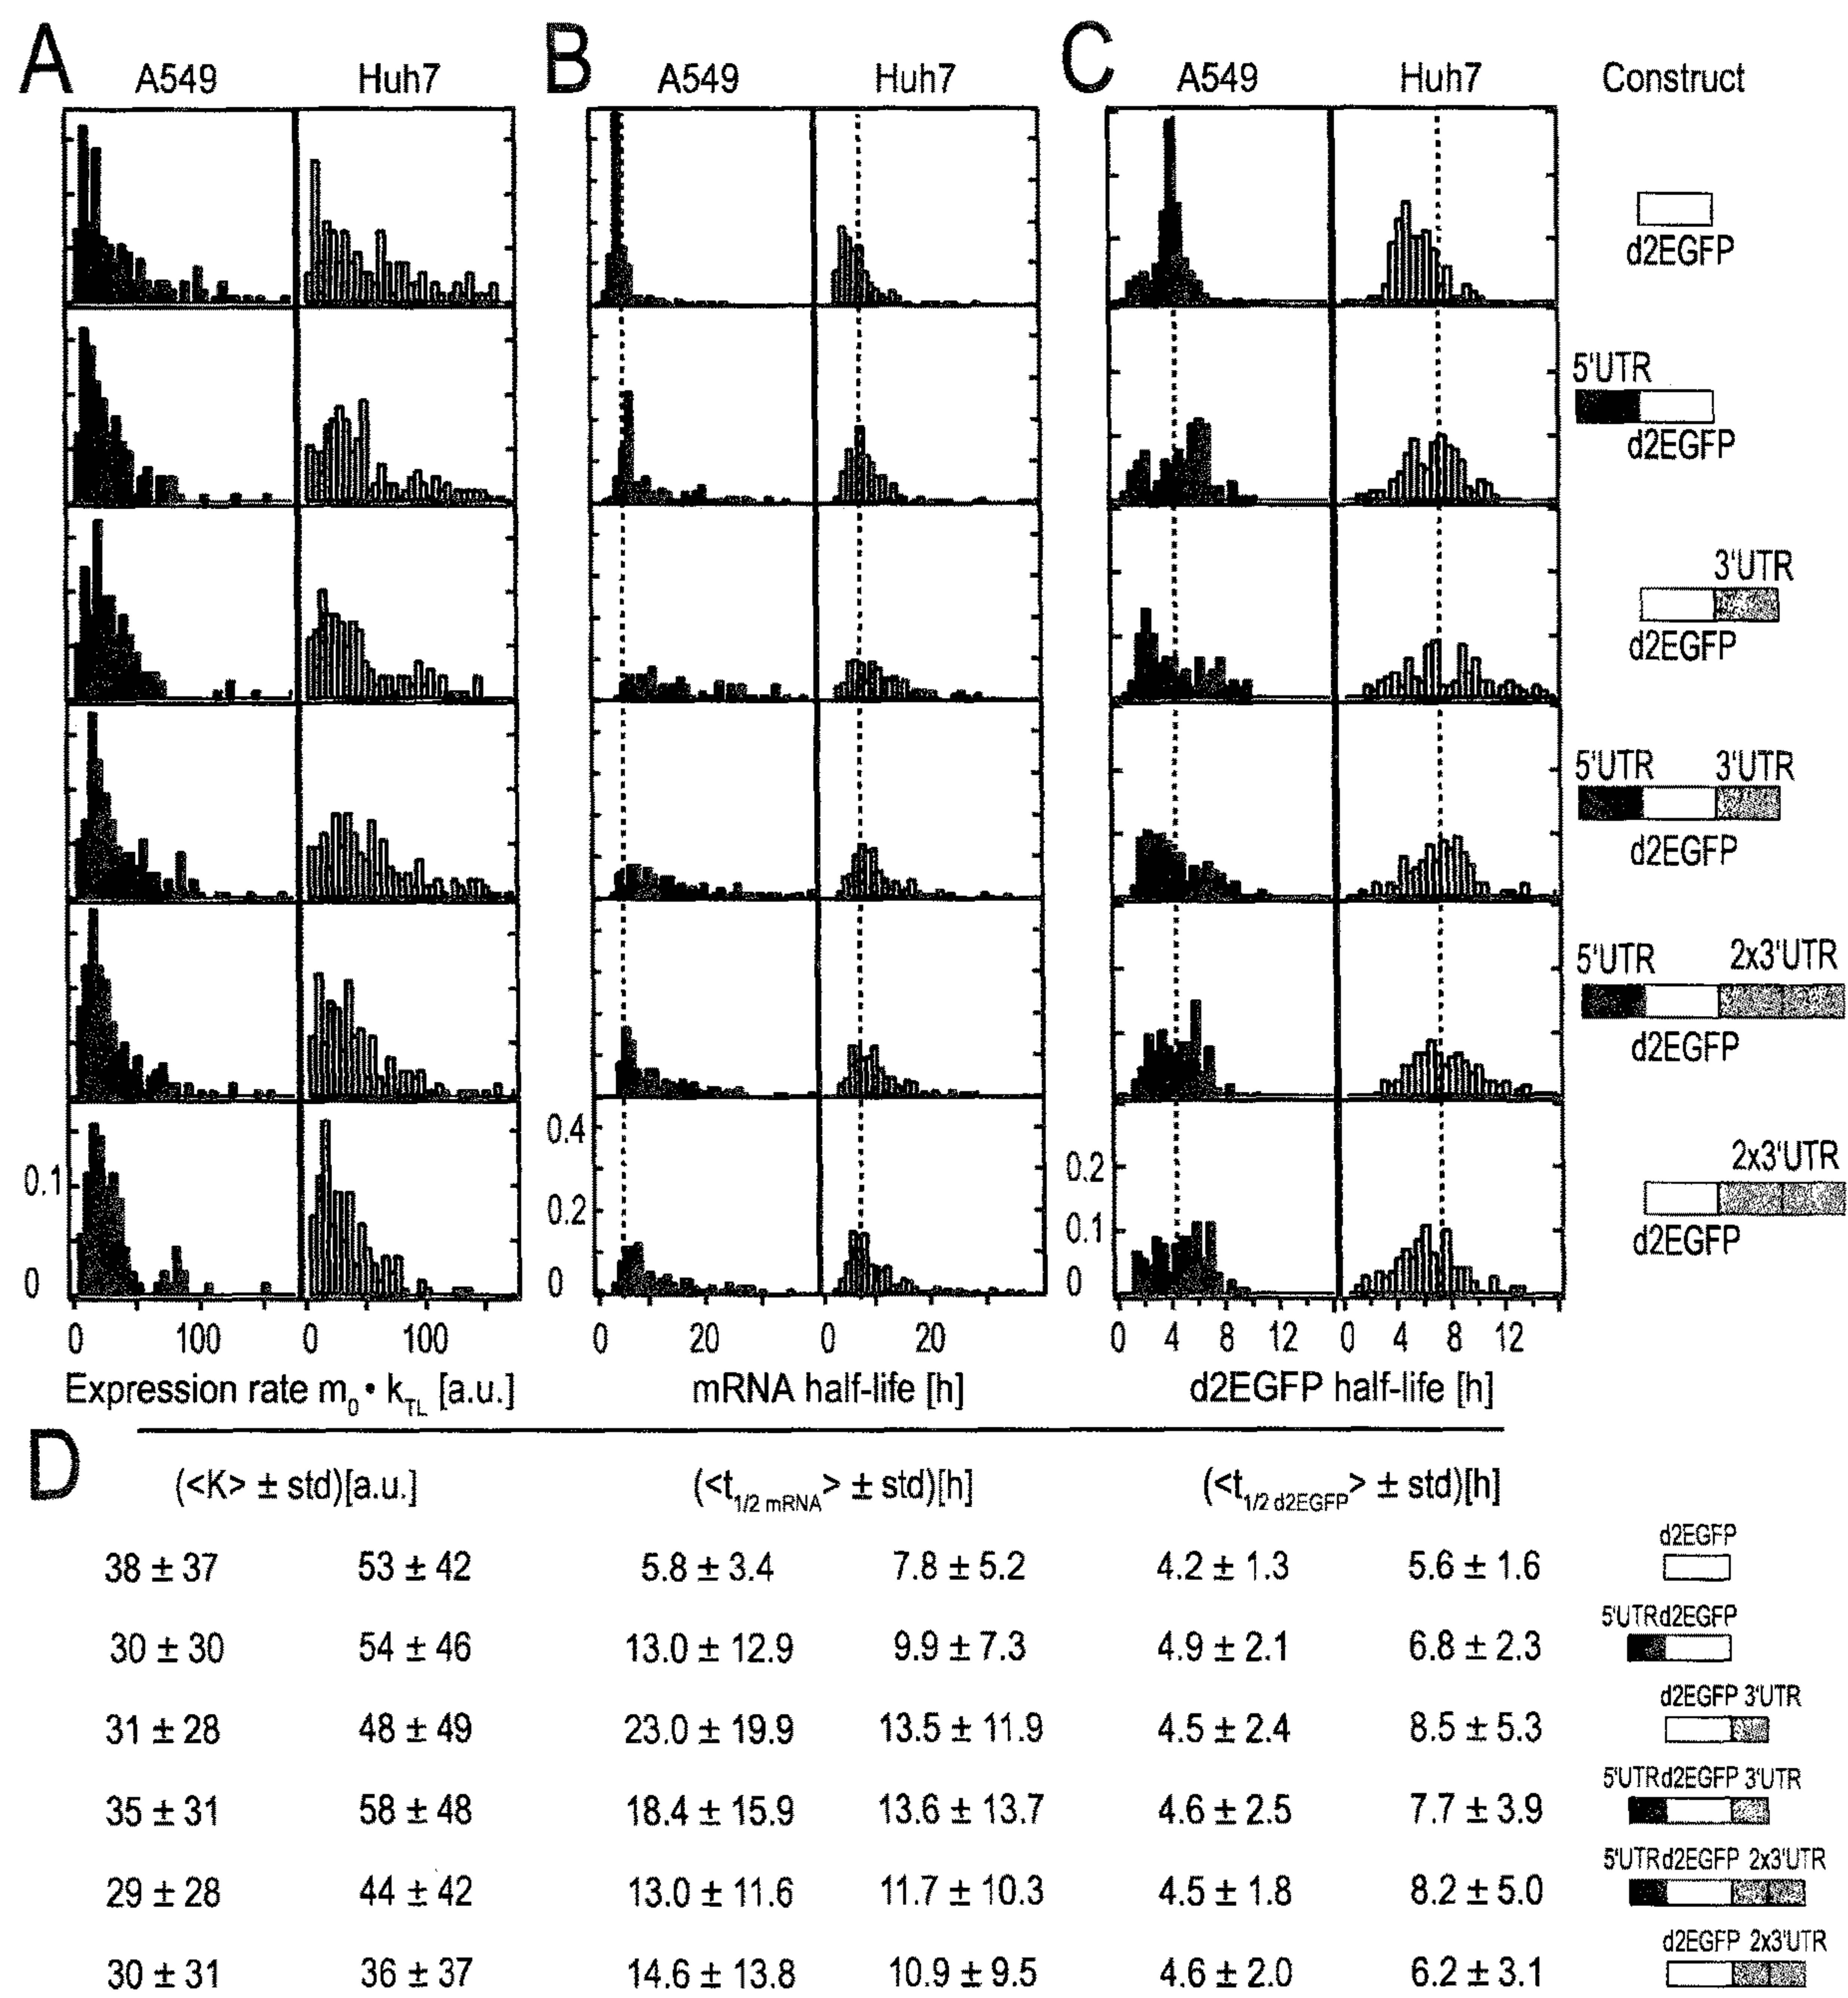 A B C
A549 Huh7 A549 Huh7 A549 Huh7 Construct
d2EGFP
5'UTR
d2EGFP
3'UTR
d2EGFP
5'UTR 3'UTR
d2EGFP
5'UTR 2x3'UTR
d2EGFP
2x3'UTR
d2EGFP
0.1
0
0.4
0.2
0
0.2
0.1
0
0 100 0 100 0 20 0 20 0 4 8 12 0 4 8 12
Expression rate m0 • kTL [a.u.] mRNA half-life [h] d2EGFP half-life [h]
D
(<K> ± std)[a.u.] (<t1/2 mRNA> ± std)[h] (<t1/2 d2EGFP> ± std)[h]
d2EGFP
38 ± 37 53 ± 42 5.8 ± 3.4 7.8 ± 5.2 4.2 ± 1.3 5.6 ± 1.6
5'UTRd2EGFP
30 ± 30 54 ± 46 13.0 ± 12.9 9.9 ± 7.3 4.9 ± 2.1 6.8 ± 2.3
d2EGFP 3'UTR
31 ± 28 48 ± 49 23.0 ± 19.9 13.5 ± 11.9 4.5 ± 2.4 8.5 ± 5.3
5'UTRd2EGFP 3'UTR
35 ± 31 58 ± 48 18.4 ± 15.9 13.6 ± 13.7 4.6 ± 2.5 7.7 ± 3.9
5'UTRd2EGFP 2x3'UTR
29 ± 28 44 ± 42 13.0 ± 11.6 11.7 ± 10.3 4.5 ± 1.8 8.2 ± 5.0
d2EGFP 2x3'UTR
30 ± 31 36 ± 37 14.6 ± 13.8 10.9 ± 9.5 4.6 ± 2.0 6.2 ± 3.1